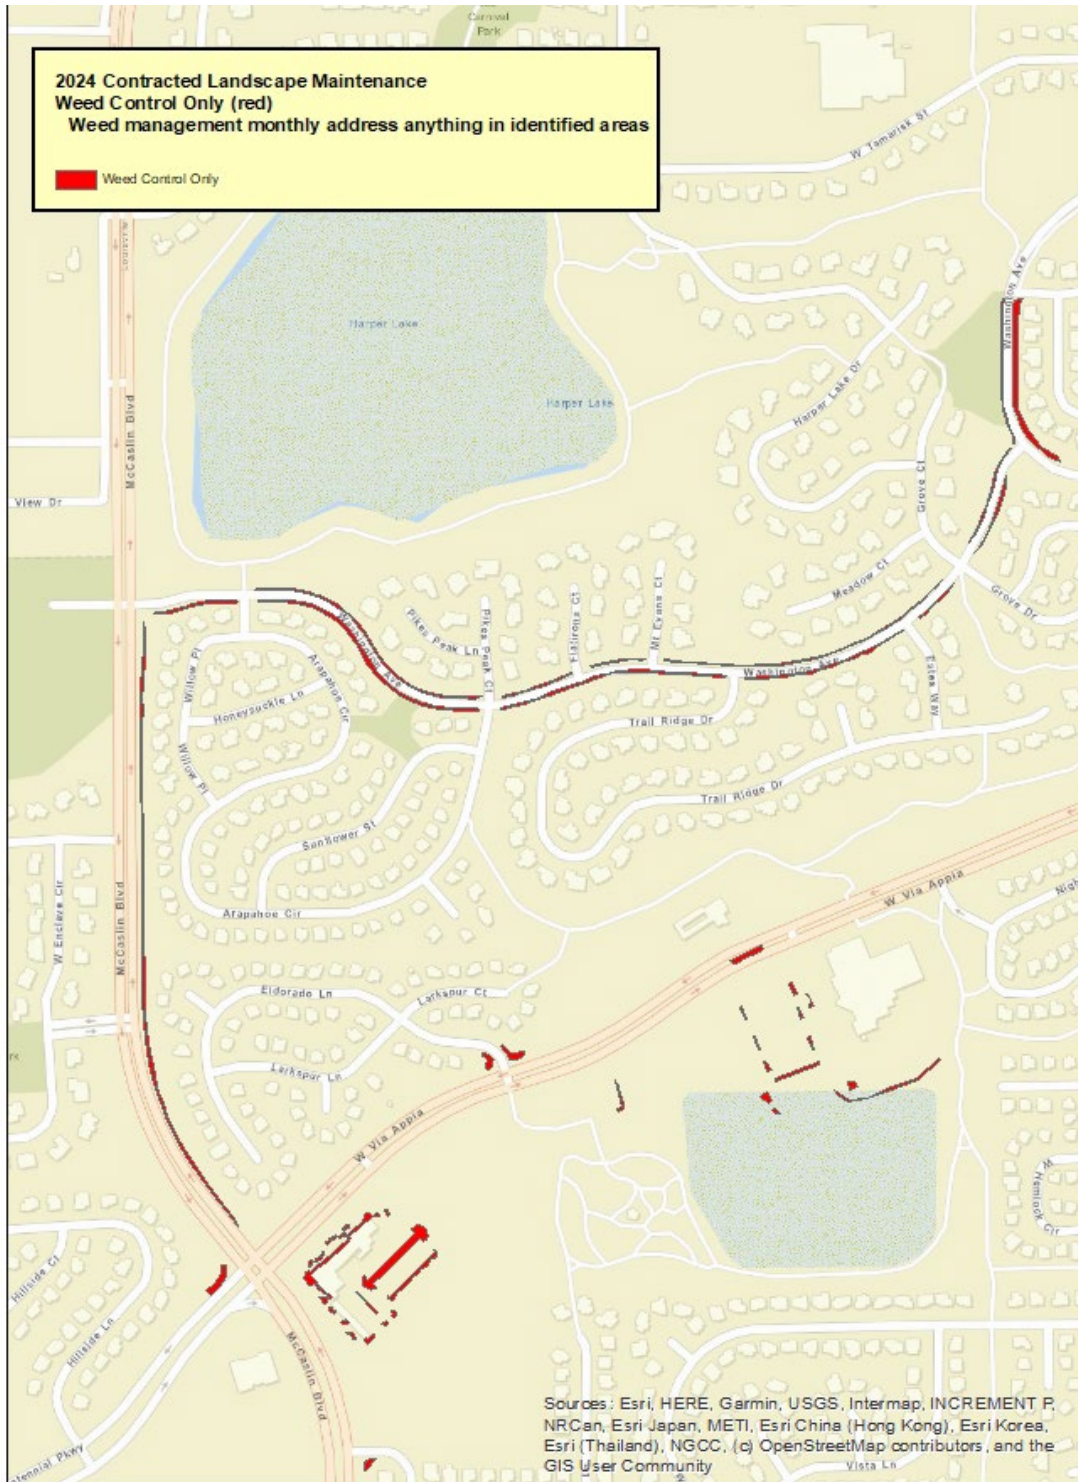 Carnival
Park
2024 Contracted Landscape Maintenance
Weed Control Only (red)
Weed management monthly address anything in identified areas
Weed Control Only
W Tamarisk St
Washington Ave
Harper Lake
Harper Lake
Harper Lake Dr
McCaslin Blvd
View Dr
Grove Ct
Meadow Ct
Grove Dr
Mt Evans Ct
Flatirons Ct
Pikes Peak Ct
Pikes Peak Ln
Washington Ave
Washington Ave
Estes Way
Willow Pl
Arapahoe Cir
Honeysuckle Ln
Trail Ridge Dr
Willow Pl
Trail Ridge Dr
Sunflower St
W Enclave Cir
McCaslin Blvd
Arapahoe Cir
W Via Appia
Eldorado Ln
Larkspur Ct
Larkspur Ln
W Via Appia
W Hemlock Cir
Hillside Ct
Hillside Ln
McCaslin Blvd
Sources: Esri, HERE, Garmin, USGS, Intermap, INCREMENT P,
NRCan, Esri Japan, METI, Esri China (Hong Kong), Esri Korea,
Esri (Thailand), NGCC, (c) OpenStreetMap contributors, and the
GIS User Community
Vista Ln